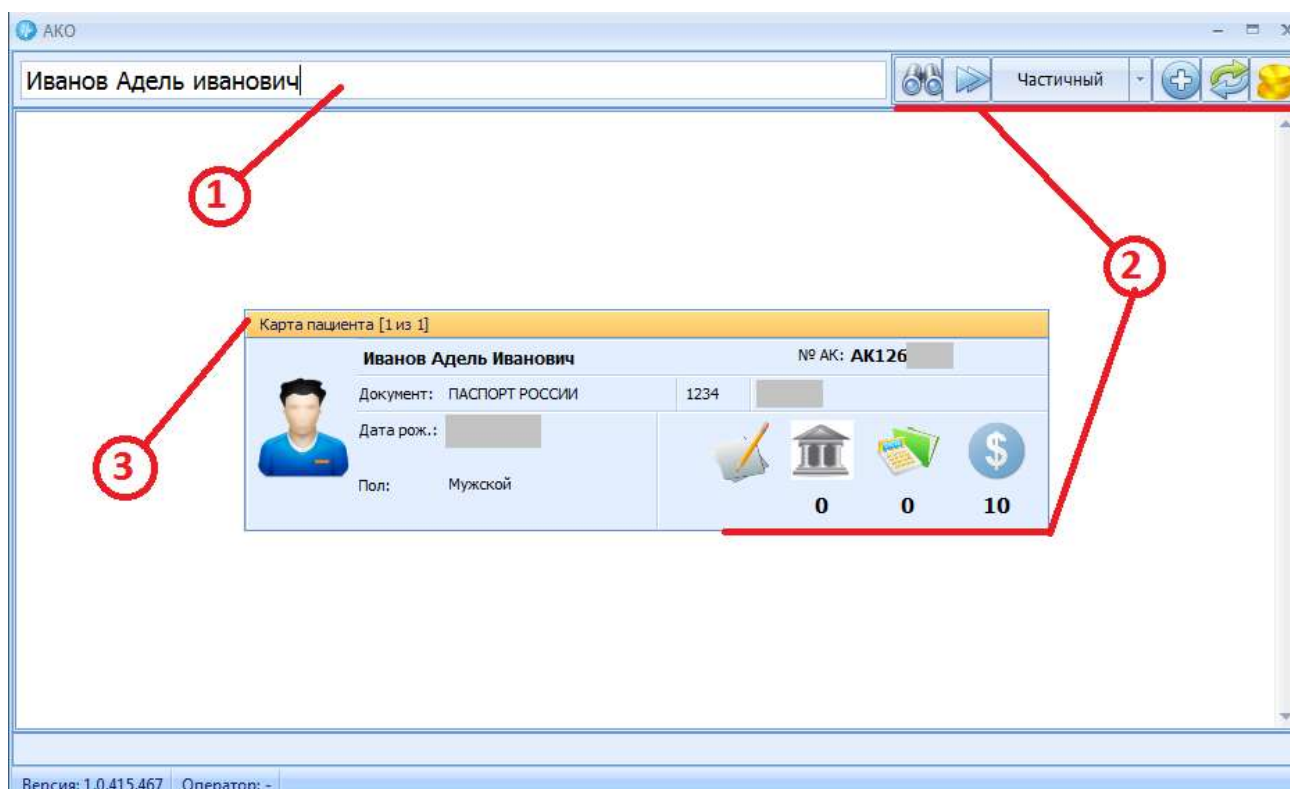 АКО
Иванов Адель иванович
Частичный
1
2
Карта пациента [1 из 1]
Иванов Адель Иванович № АК: АК126
Документ: ПАСПОРТ РОССИИ 1234
Дата рож.:
3
Пол: Мужской
$
0 0 10
Версия: 1.0.415.467 Оператор: -